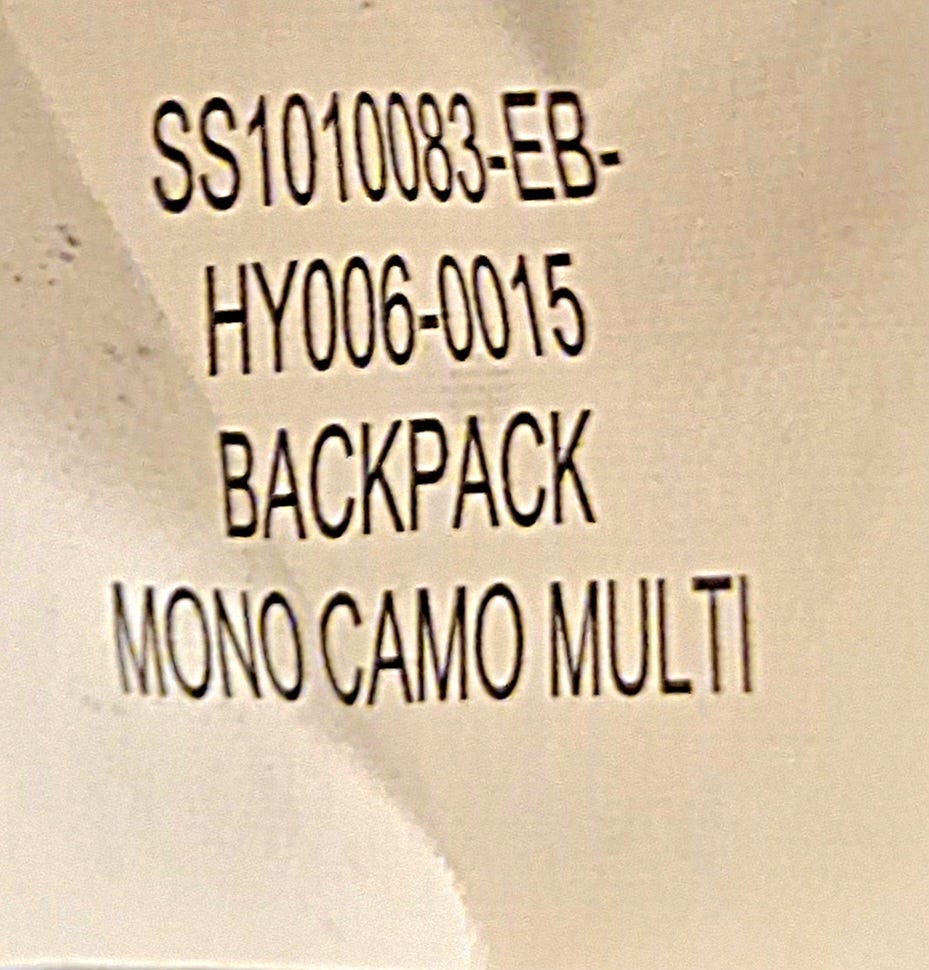 SS1010083-EB-
HY006-0015
BACKPACK
MONO CAMO MULTI